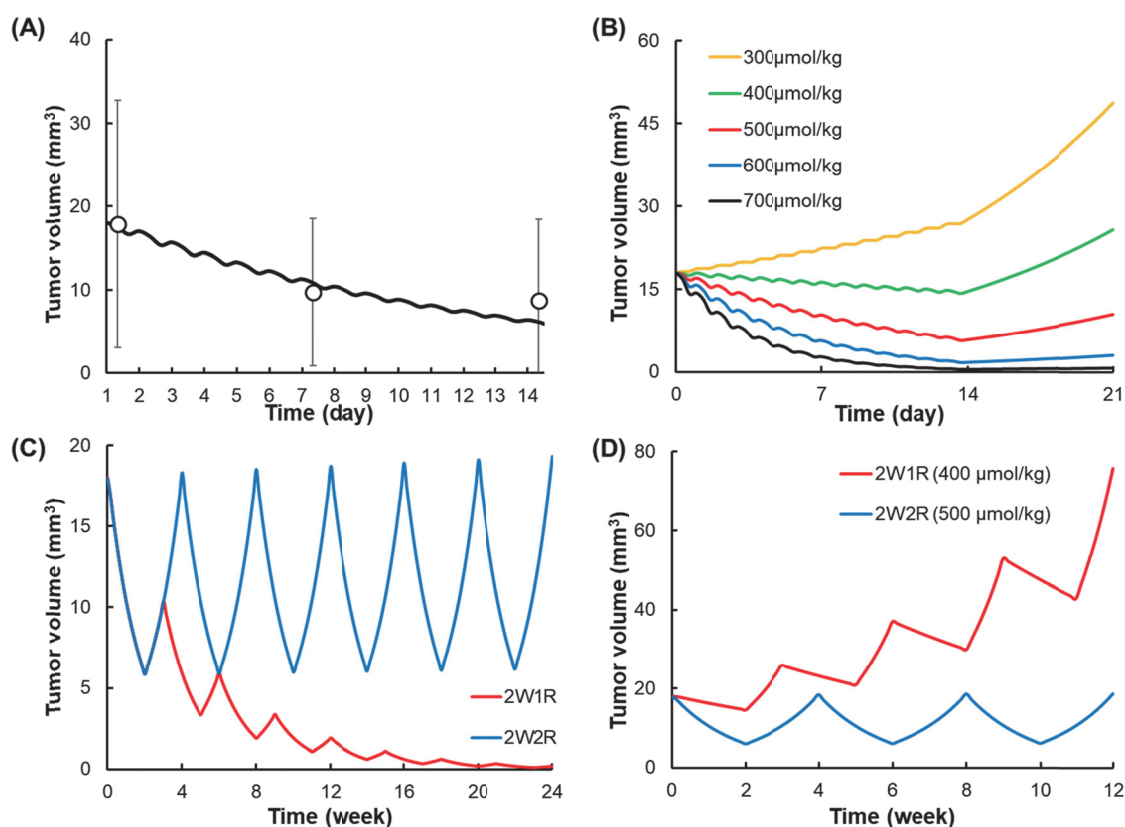 (A)
40
30
20
10
0
Tumor volume (mm³)
1 2 3 4 5 6 7 8 9 10 11 12 13 14
Time (day)
(B)
60
45
30
15
0
Tumor volume (mm³)
300µmol/kg
400µmol/kg
500µmol/kg
600µmol/kg
700µmol/kg
0 7 14 21
Time (day)
(C)
20
15
10
5
0
Tumor volume (mm³)
2W1R
2W2R
0 4 8 12 16 20 24
Time (week)
(D)
80
60
40
20
0
Tumor volume (mm³)
2W1R (400 µmol/kg)
2W2R (500 µmol/kg)
0 2 4 6 8 10 12
Time (week)